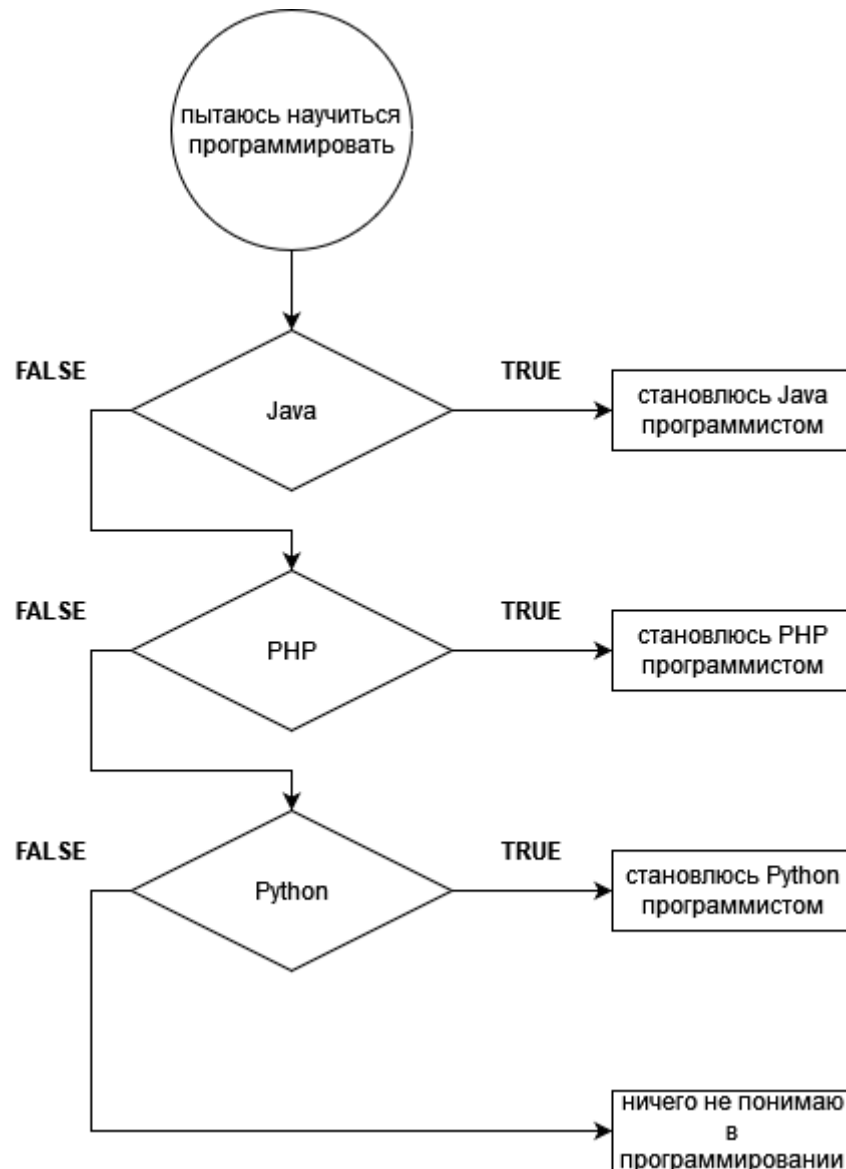 пытаюсь научиться
программировать
FALSE
TRUE
Java
становлюсь Java
программистом
FALSE
TRUE
PHP
становлюсь PHP
программистом
FALSE
TRUE
Python
становлюсь Python
программистом
ничего не понимаю
в
программировании